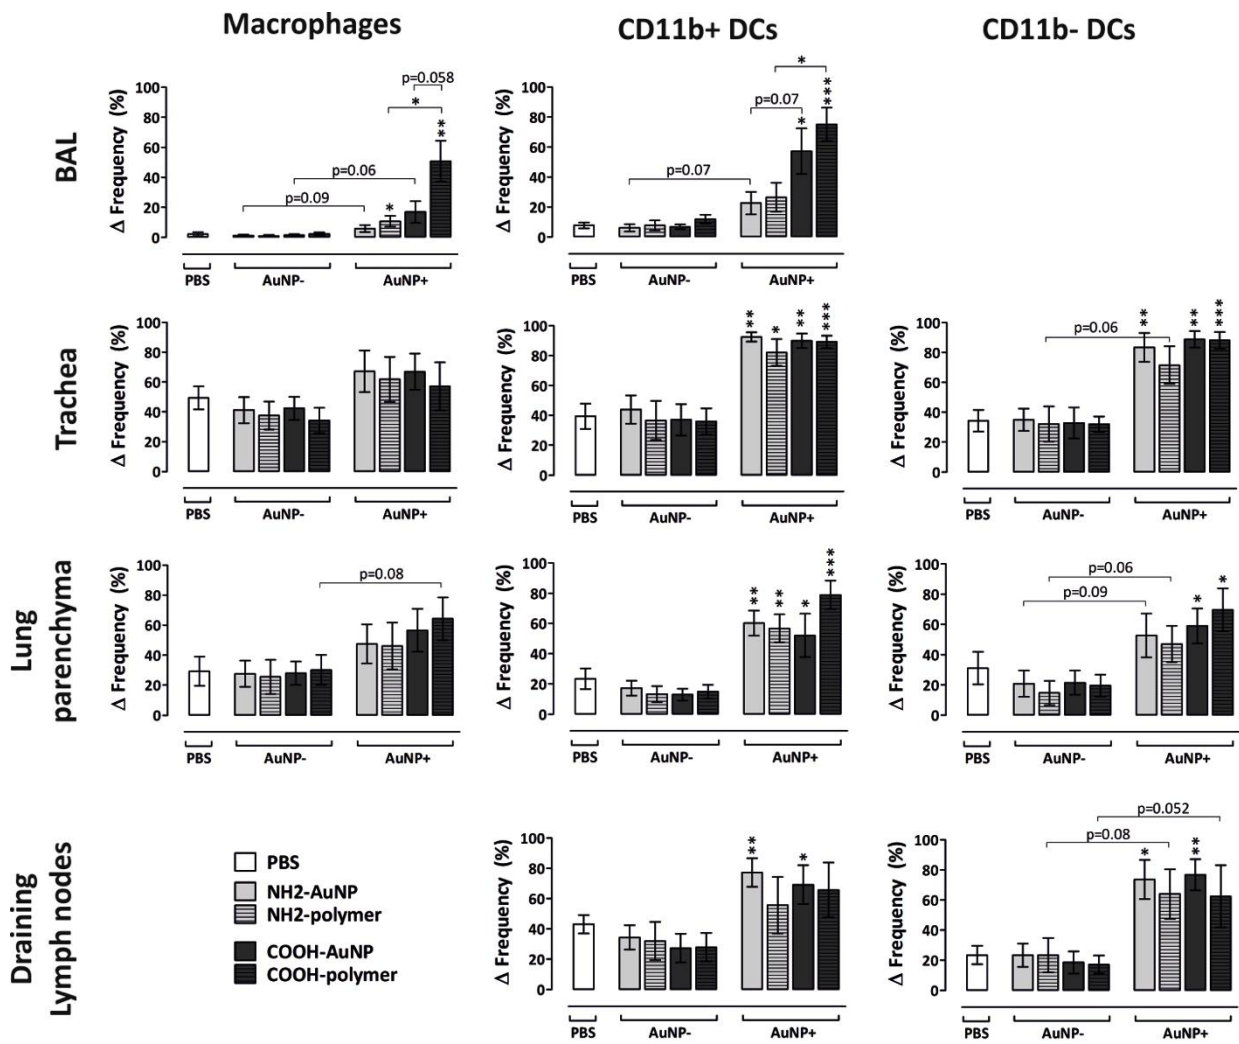 Macrophages
CD11b+ DCs
CD11b- DCs
BAL
Δ Frequency (%)
100
80
60
40
20
0
p=0.09
p=0.06
*
p=0.058
*
**
PBS
AuNP-
AuNP+
Δ Frequency (%)
100
80
60
40
20
0
p=0.07
p=0.07
*
*
***
PBS
AuNP-
AuNP+
Trachea
Δ Frequency (%)
100
80
60
40
20
0
PBS
AuNP-
AuNP+
Δ Frequency (%)
100
80
60
40
20
0
**
*
**
***
PBS
AuNP-
AuNP+
Δ Frequency (%)
100
80
60
40
20
0
p=0.06
**
**
***
PBS
AuNP-
AuNP+
Lung
parenchyma
Δ Frequency (%)
100
80
60
40
20
0
p=0.08
PBS
AuNP-
AuNP+
Δ Frequency (%)
100
80
60
40
20
0
**
**
*
***
PBS
AuNP-
AuNP+
Δ Frequency (%)
100
80
60
40
20
0
p=0.06
p=0.09
*
*
PBS
AuNP-
AuNP+
Draining
Lymph nodes
PBS
NH2-AuNP
NH2-polymer
COOH-AuNP
COOH-polymer
Δ Frequency (%)
100
80
60
40
20
0
**
*
PBS
AuNP-
AuNP+
Δ Frequency (%)
100
80
60
40
20
0
p=0.052
p=0.08
*
**
PBS
AuNP-
AuNP+